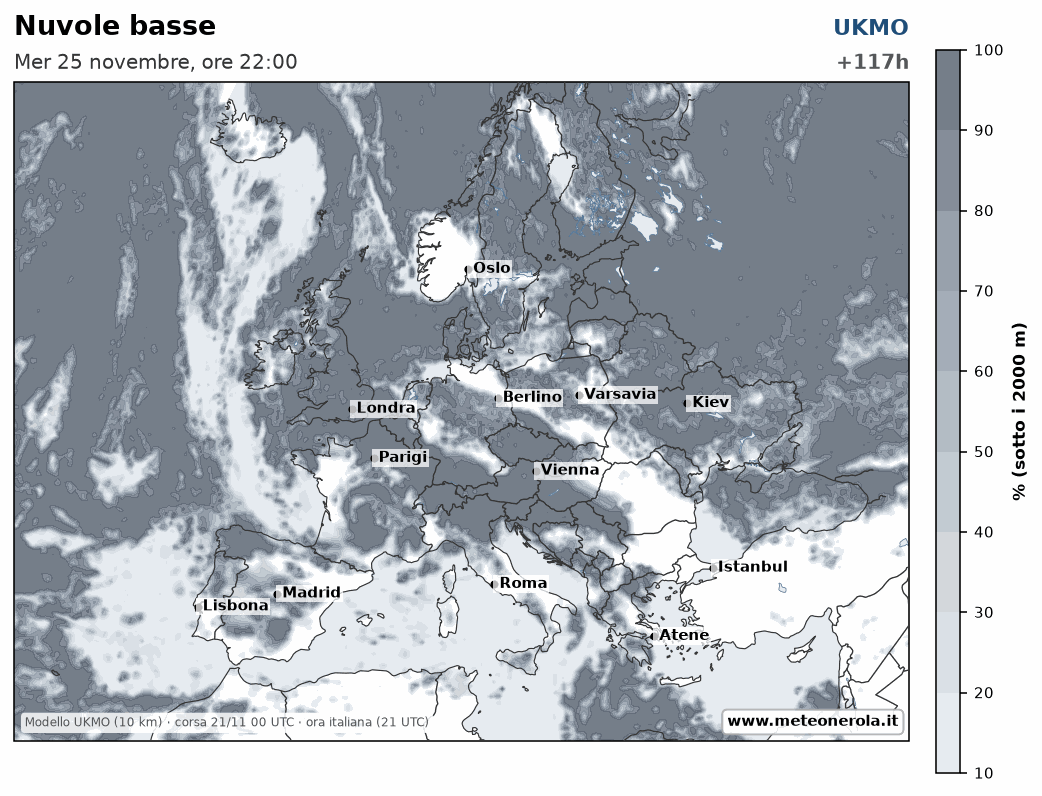 Nuvole basse
UKMO
Mer 25 novembre, ore 22:00
+117h
100
90
80
70
60
50
40
30
20
10
% (sotto i 2000 m)
Oslo
Berlino
Varsavia
Kiev
Londra
Parigi
Vienna
Istanbul
Roma
Madrid
Lisbona
Atene
Modello UKMO (10 km) · corsa 21/11 00 UTC · ora italiana (21 UTC)
www.meteonerola.it